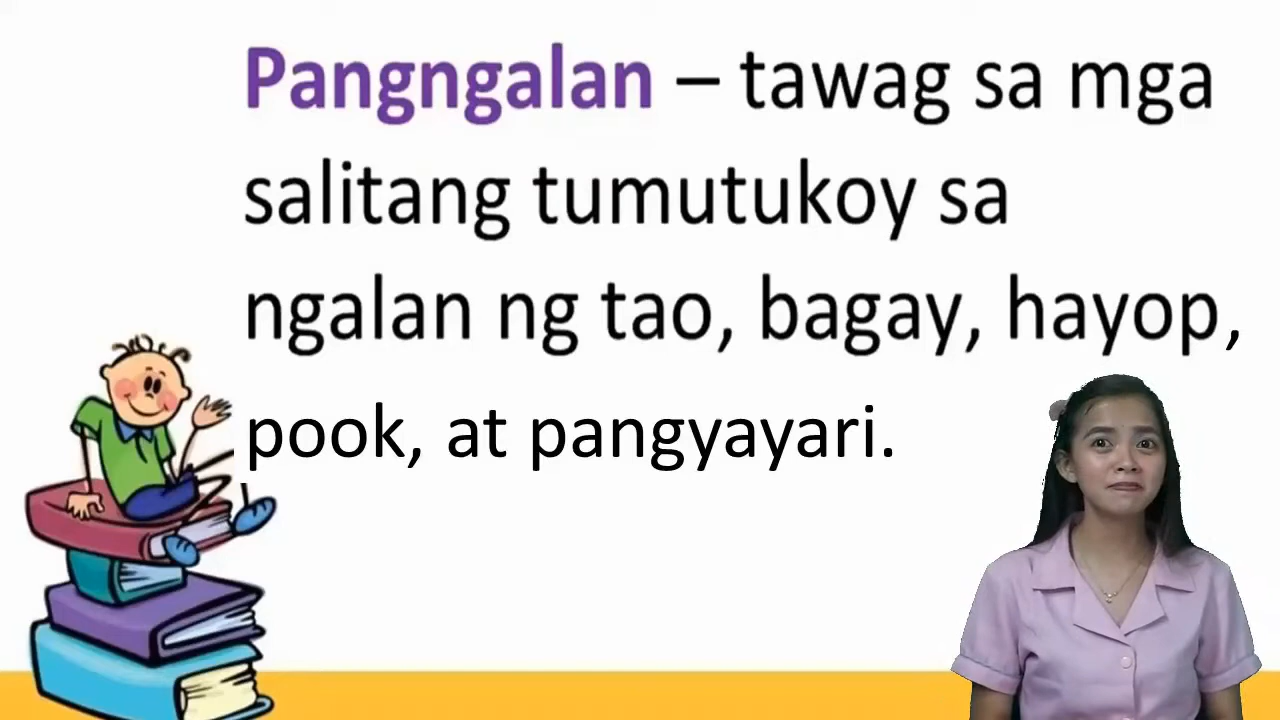 Pangngalan – tawag sa mga
salitang tumutukoy sa
ngalan ng tao, bagay, hayop,
pook, at pangyayari.